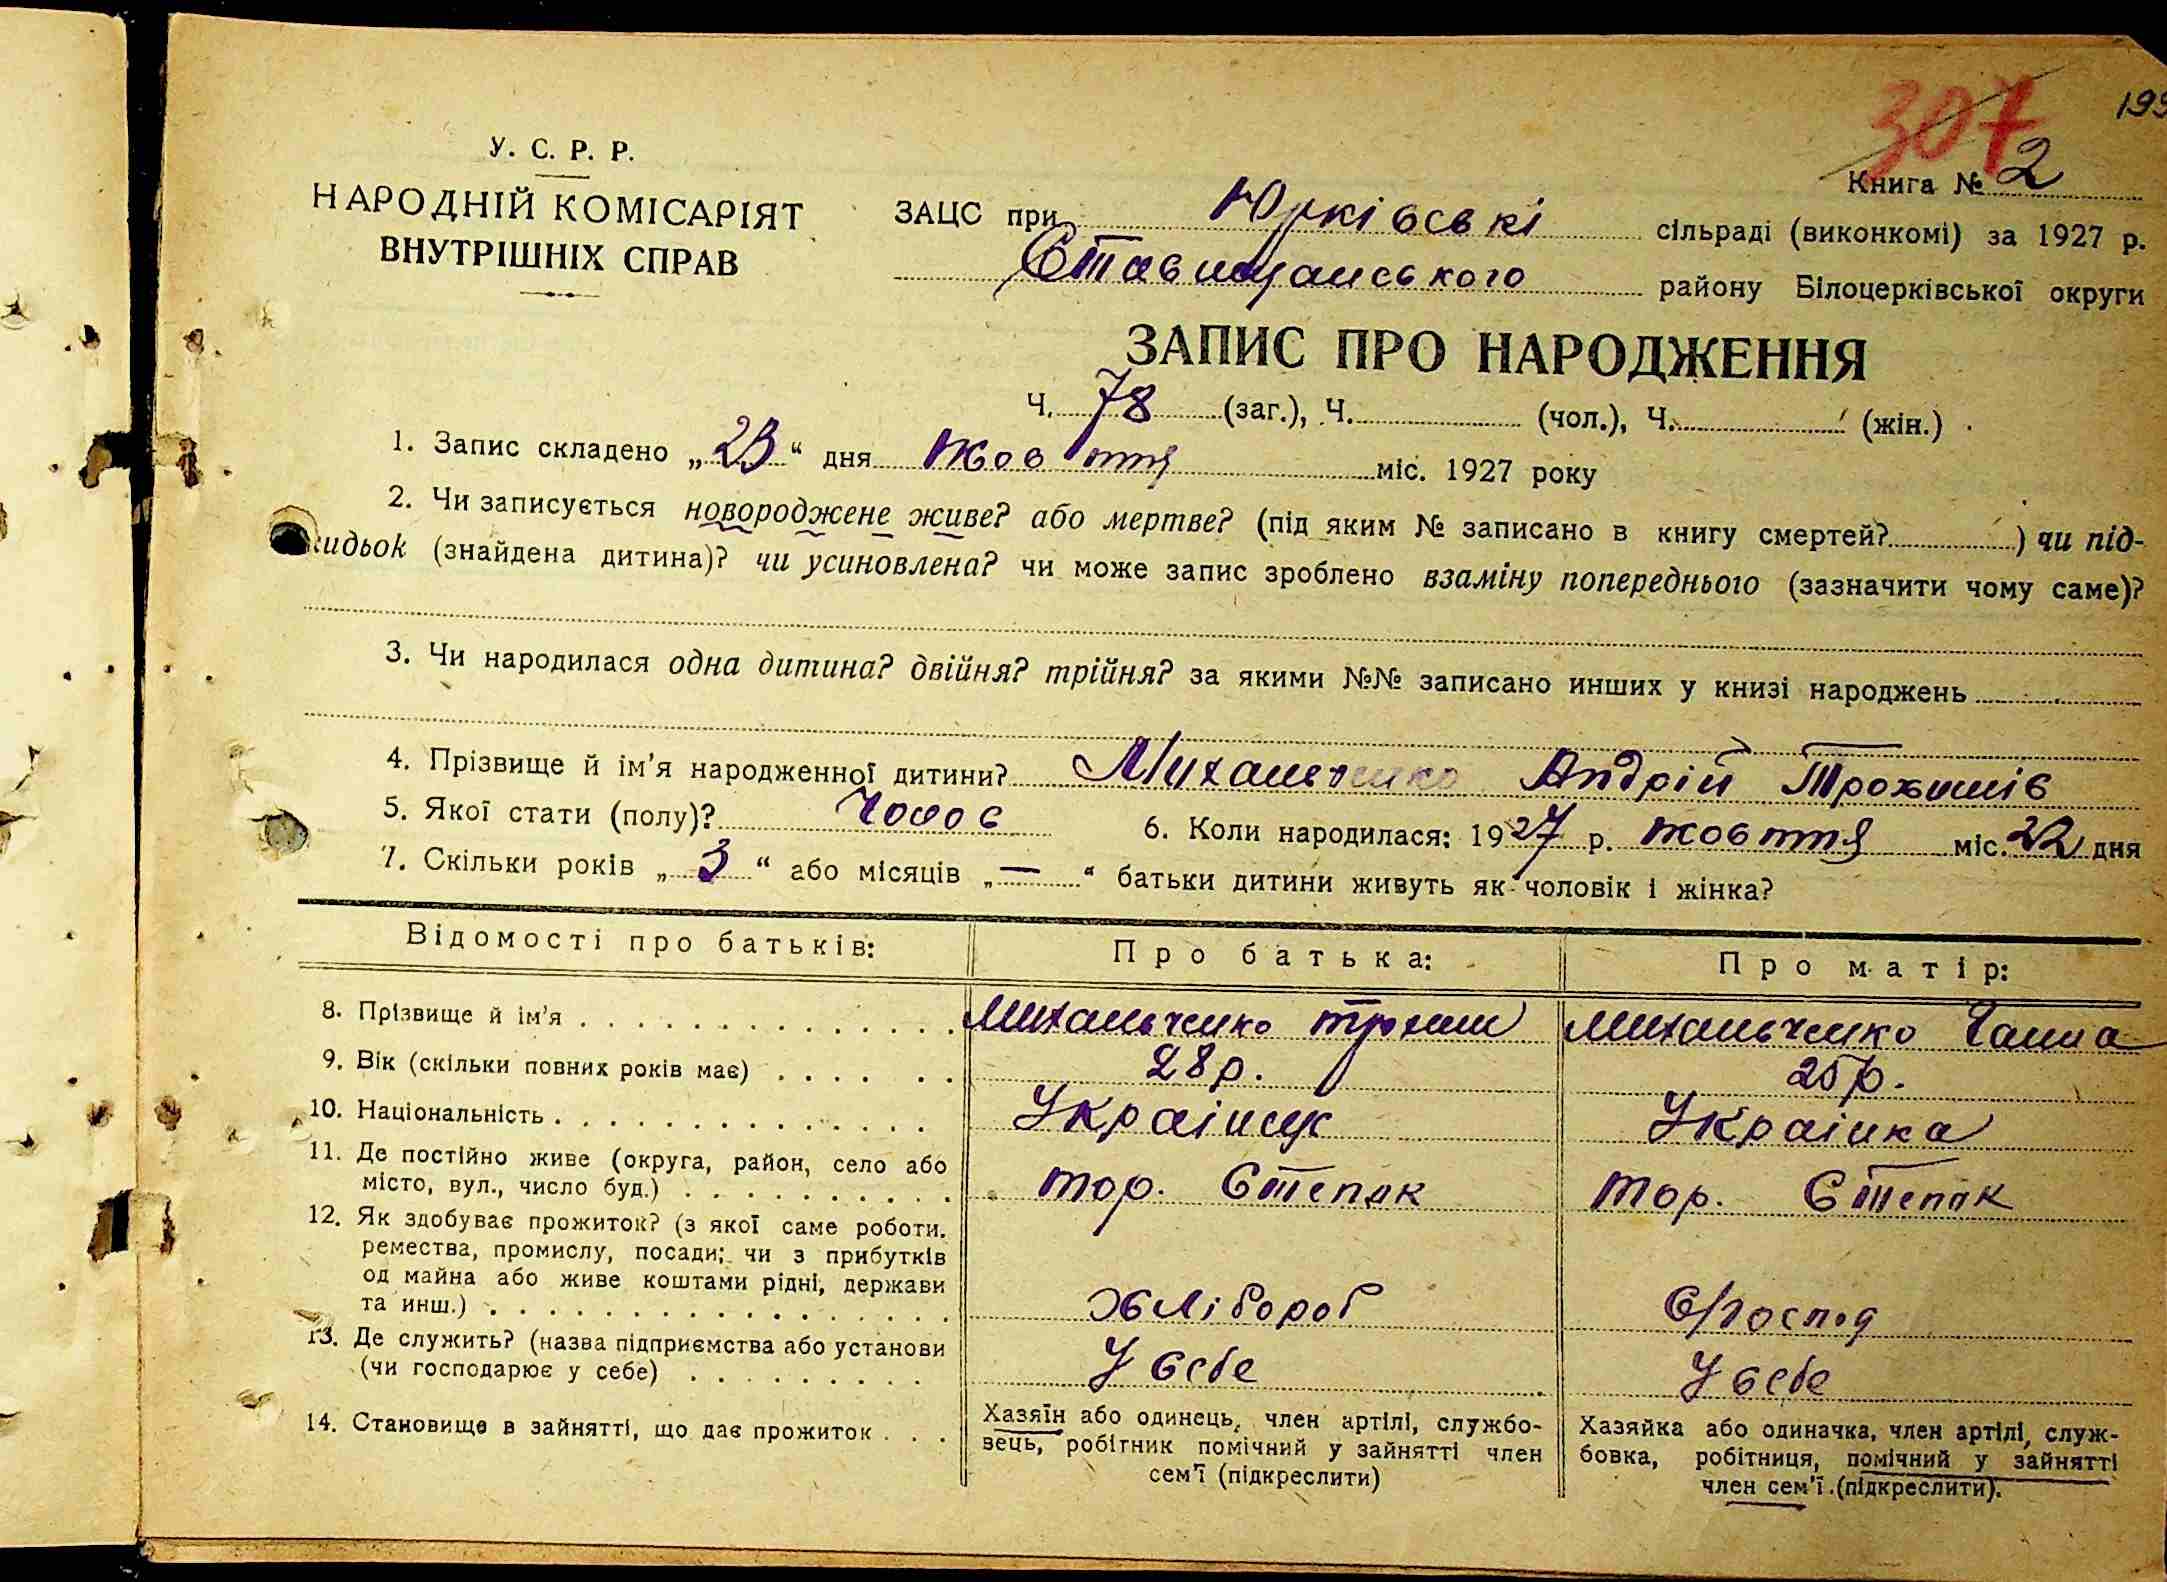 307
199
У. С. Р. Р.
НАРОДНІЙ КОМІСАРІЯТ
ВНУТРІШНІХ СПРАВ
Книга № 2
ЗАЦС при Юрківські сільраді (виконкомі) за 1927 р.
Ставищанського району Білоцерківської округи
ЗАПИС ПРО НАРОДЖЕННЯ
Ч. 78 (заг.), Ч. (чол.), Ч. (жін.)
1. Запис складено „23“ дня Жовтня міс. 1927 року
2. Чи записується новороджене живе? або мертве? (під яким № записано в книгу смертей? ) чи під-
кидьок (знайдена дитина)? чи усиновлена? чи може запис зроблено взаміну попереднього (зазначити чому саме)?
3. Чи народилася одна дитина? двійня? трійня? за якими №№ записано инших у книзі народжень
4. Прізвище й ім'я народженної дитини? Михальченко Андрій Трохимів
5. Якої стати (полу)? Чолов 6. Коли народилася: 1927 р. жовтня міс. 22 дня
7. Скільки років „3“ або місяців „—“ батьки дитини живуть як чоловік і жінка?
Відомості про батьків: Про батька: Про матір:
8. Прізвище й ім'я Михальченко Трохим Михальченко Ганна
9. Вік (скільки повних років має) 28 р. 25 р.
10. Національність Українець Українка
11. Де постійно живе (округа, район, село або
місто, вул., число буд.) Степок Степок
12. Як здобуває прожиток? (з якої саме роботи.
ремества, промислу, посади; чи з прибутків
од майна або живе коштами рідні, держави
та инш.) Хлібороб
13. Де служить? (назва підприємства або установи
(чи господарює у себе) У себе У себе
14. Становище в зайнятті, що дає прожиток
Хазяїн або одинець, член артілі, службо-
вець, робітник помічний у зайнятті член
сем'ї (підкреслити)
Хазяйка або одиначка, член артілі, служ-
бовка, робітниця, помічний у зайнятті
член сем'ї (підкреслити).